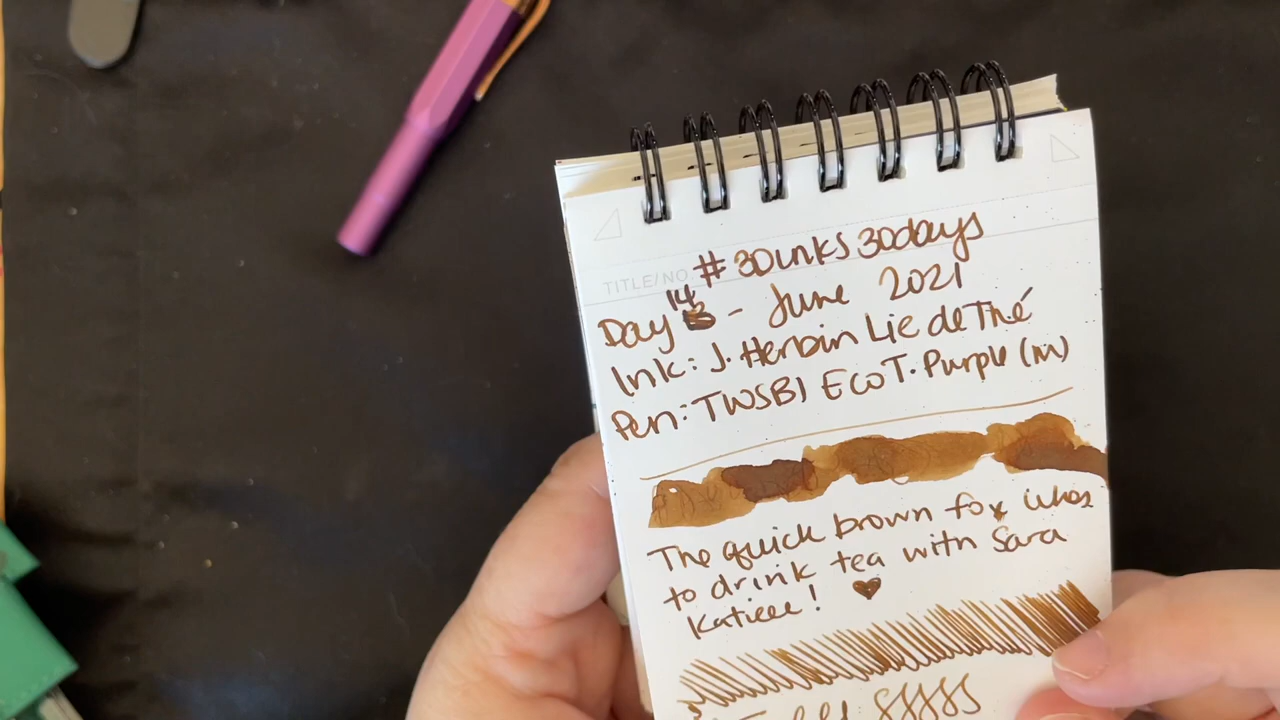 TITLE/NO.
# 30inks30days
Day 14 - June 2021
Ink: J. Herbin Lie de Thé
Pen: TWSBI Eco T. Purple (M)
The quick brown fox likes
to drink tea with Sara
Katieee!